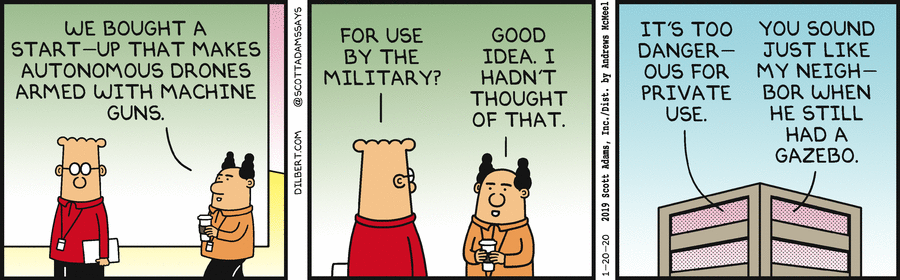 WE BOUGHT A
START-UP THAT MAKES
AUTONOMOUS DRONES
ARMED WITH MACHINE
GUNS.
DILBERT.COM @SCOTTADAMSSAYS
FOR USE
BY THE
MILITARY?
GOOD
IDEA. I
HADN'T
THOUGHT
OF THAT.
1-20-20 2019 Scott Adams, Inc./Dist. by Andrews McMeel
IT'S TOO
DANGER-
OUS FOR
PRIVATE
USE.
YOU SOUND
JUST LIKE
MY NEIGH-
BOR WHEN
HE STILL
HAD A
GAZEBO.